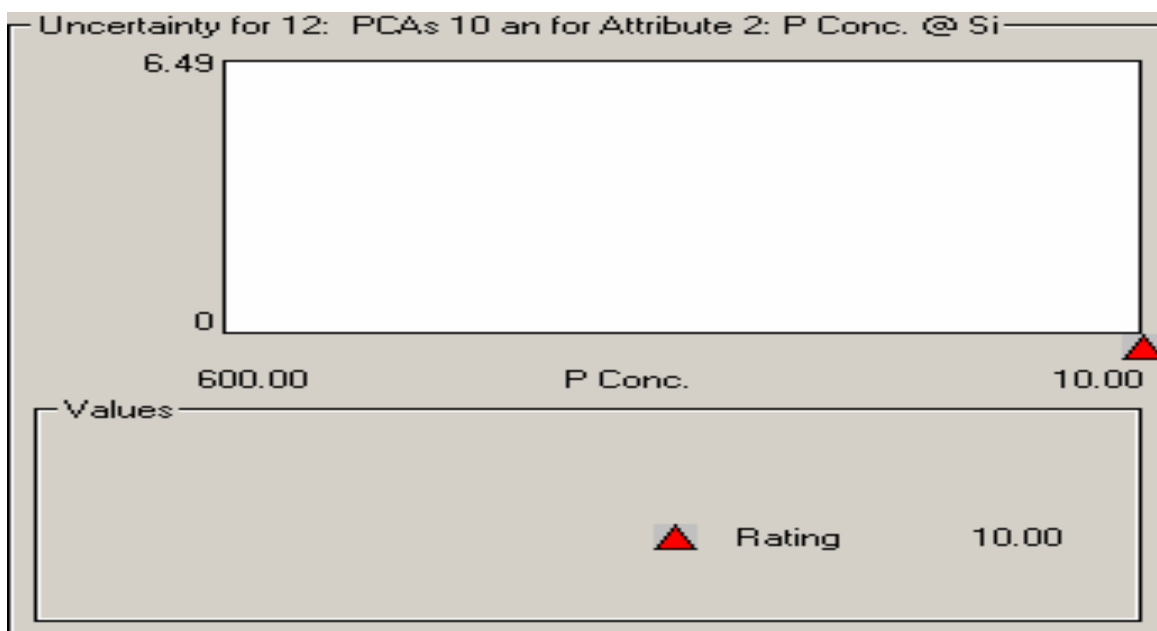 Uncertainty for 12:  PCAs 10 an for Attribute 2: P Conc. @ Si
6.49
0
600.00 P Conc. 10.00
Values
Rating 10.00